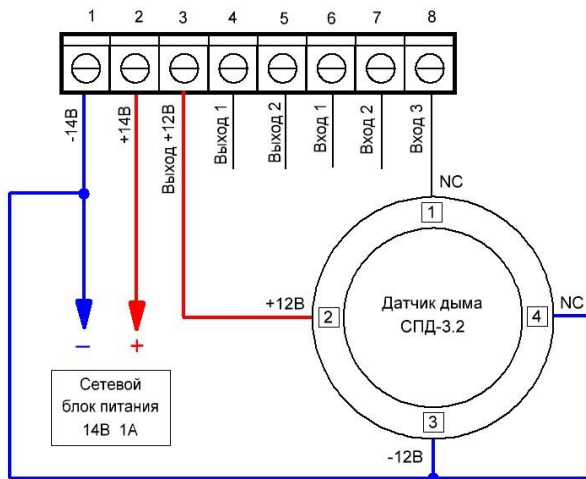 1 2 3 4 5 6 7 8
-14В
+14В
Выход +12В
Выход 1
Выход 2
Вход 1
Вход 2
Вход 3
NC
1
+12В
2
Датчик дыма
СПД-3.2
4
NC
3
-12В
− +
Сетевой
блок питания
14В 1А